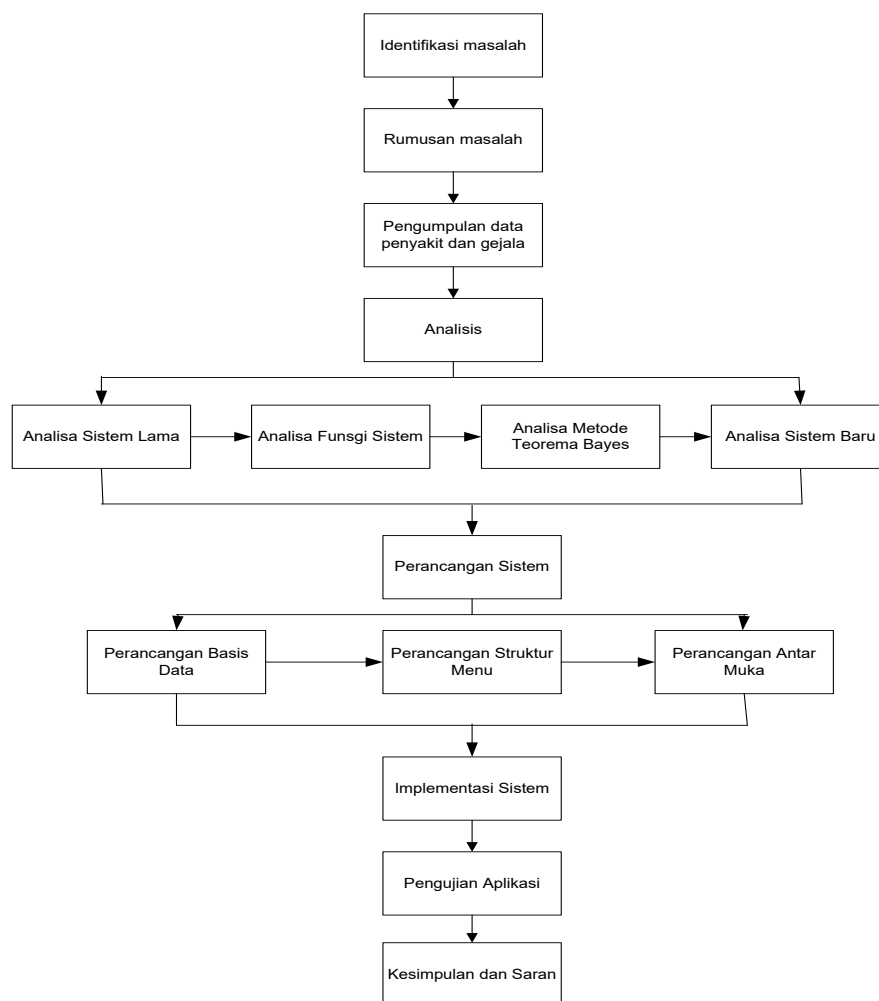 Identifikasi masalah
Rumusan masalah
Pengumpulan data
penyakit dan gejala
Analisis
Analisa Sistem Lama
Analisa Funsgi Sistem
Analisa Metode
Teorema Bayes
Analisa Sistem Baru
Perancangan Sistem
Perancangan Basis
Data
Perancangan Struktur
Menu
Perancangan Antar
Muka
Implementasi Sistem
Pengujian Aplikasi
Kesimpulan dan Saran